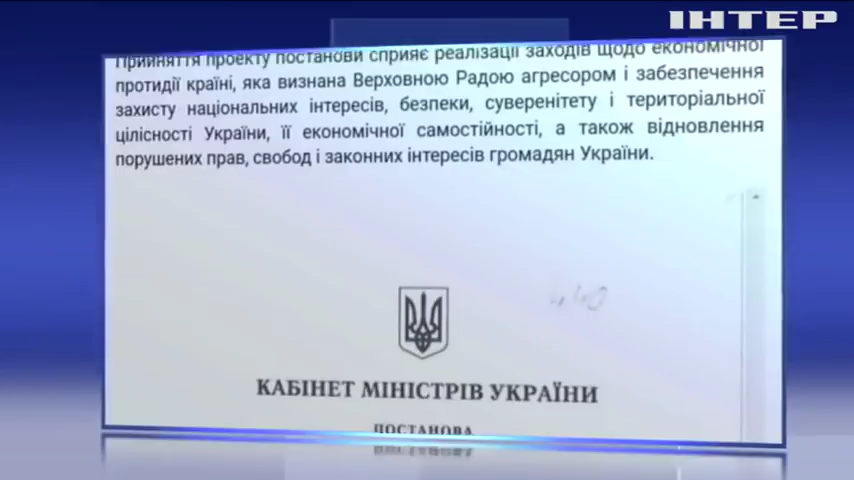 ІНТЕР
Прийняття проекту постанови сприяє реалізації заходів щодо економічної
протидії країні, яка визнана Верховною Радою агресором і забезпечення
захисту національних інтересів, безпеки, суверенітету і територіальної
цілісності України, її економічної самостійності, а також відновлення
порушених прав, свобод і законних інтересів громадян України.
КАБІНЕТ МІНІСТРІВ УКРАЇНИ
ПОСТАНОВА